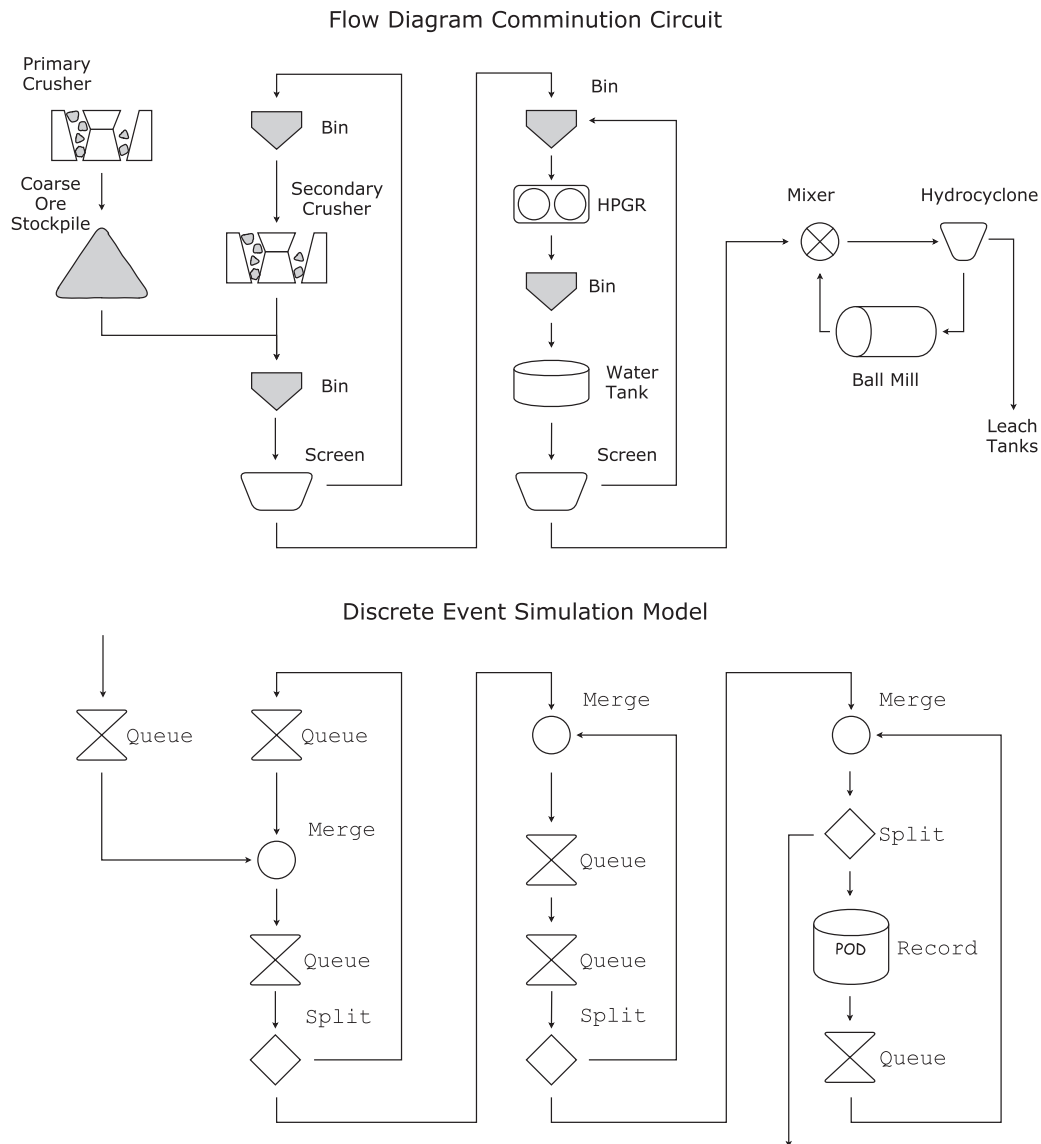 Flow Diagram Comminution Circuit
Primary
Crusher
Coarse
Ore
Stockpile
Bin
Secondary
Crusher
Bin
Screen
Bin
HPGR
Bin
Water
Tank
Screen
Mixer
Hydrocyclone
Ball Mill
Leach
Tanks
Discrete Event Simulation Model
Queue
Queue
Merge
Queue
Split
Merge
Queue
Queue
Split
Merge
Split
POD
Record
Queue